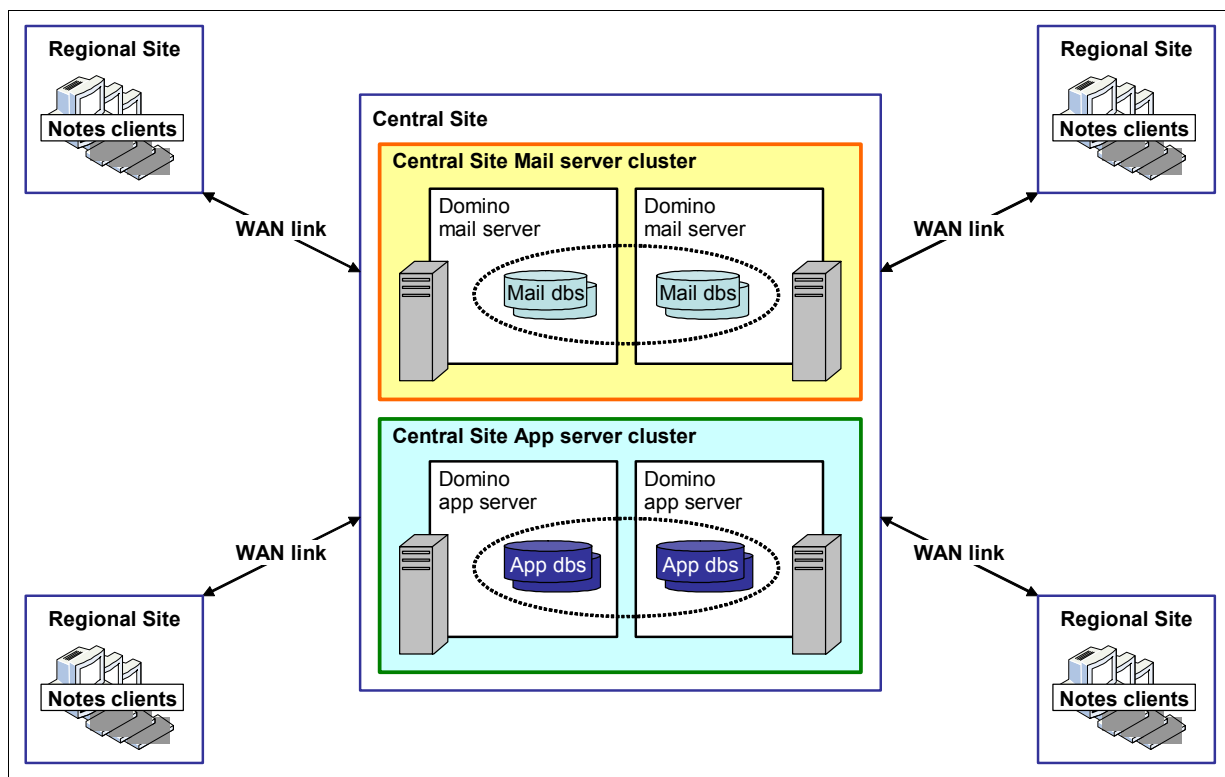 Regional Site
Notes clients
Regional Site
Notes clients
WAN link
WAN link
Central Site
Central Site Mail server cluster
Domino
mail server
Mail dbs
Domino
mail server
Mail dbs
Central Site App server cluster
Domino
app server
App dbs
Domino
app server
App dbs
WAN link
WAN link
Regional Site
Notes clients
Regional Site
Notes clients